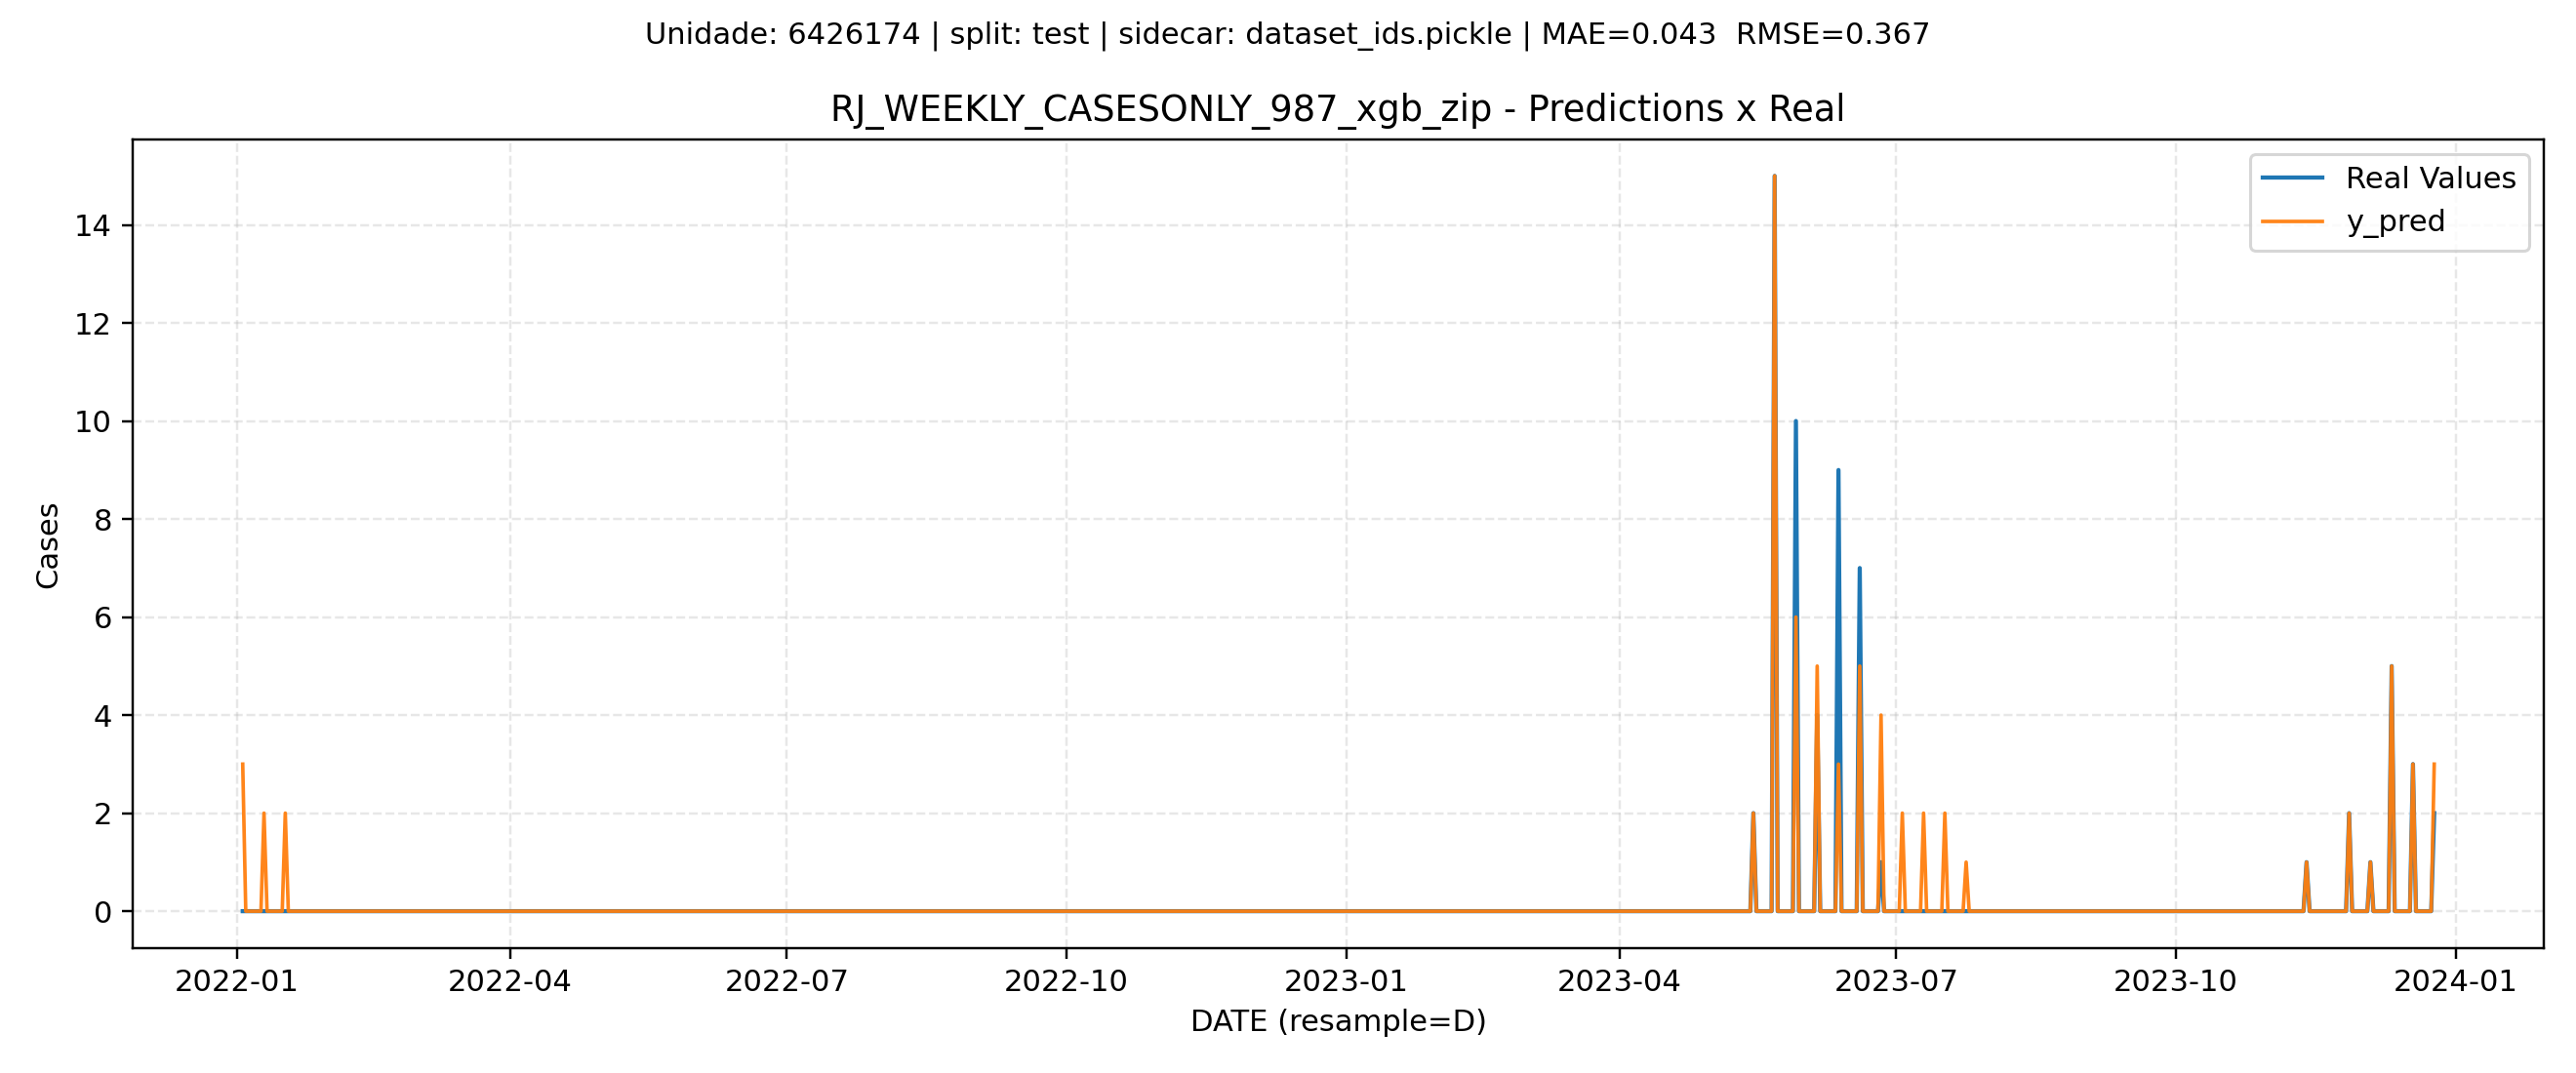 Unidade: 6426174 | split: test | sidecar: dataset_ids.pickle | MAE=0.043  RMSE=0.367
RJ_WEEKLY_CASESONLY_987_xgb_zip - Predictions x Real
Real Values
y_pred
Cases
14
12
10
8
6
4
2
0
2022-01 2022-04 2022-07 2022-10 2023-01 2023-04 2023-07 2023-10 2024-01
DATE (resample=D)